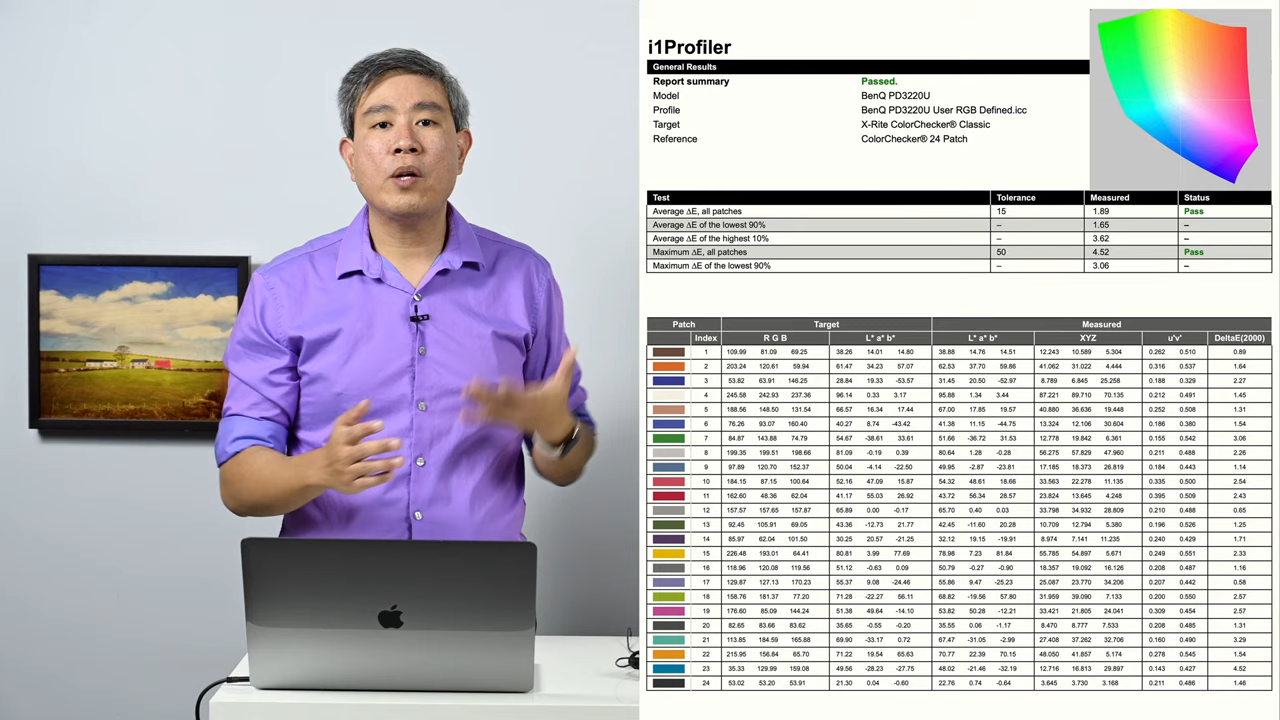 i1Profiler
General Results
Report summary Passed.
Model BenQ PD3220U
Profile BenQ PD3220U User RGB Defined.icc
Target X-Rite ColorChecker® Classic
Reference ColorChecker® 24 Patch
Test Tolerance Measured Status
Average ΔE, all patches 15 1.89 Pass
Average ΔE of the lowest 90% – 1.65 –
Average ΔE of the highest 10% – 3.62 –
Maximum ΔE, all patches 50 4.52 Pass
Maximum ΔE of the lowest 90% – 3.06 –
Patch Target Measured
Index R G B L* a* b* L* a* b* XYZ u'v' DeltaE(2000)
1 109.99 81.09 69.25 38.26 14.01 14.80 38.88 14.76 14.51 12.243 10.589 5.304 0.262 0.510 0.89
2 203.24 120.61 59.94 61.47 34.23 57.07 62.53 37.70 59.86 41.062 31.022 4.444 0.316 0.537 1.64
3 53.82 63.91 146.25 28.84 19.33 -53.57 31.45 20.50 -52.97 8.789 6.845 25.258 0.188 0.329 2.27
4 245.58 242.93 237.36 96.14 0.33 3.17 95.88 1.34 3.44 87.221 89.710 70.135 0.212 0.491 1.45
5 188.56 148.50 131.54 66.57 16.34 17.44 67.00 17.85 19.57 40.880 36.636 19.448 0.252 0.508 1.31
6 76.26 93.07 160.40 40.27 8.74 -43.42 41.38 11.15 -44.75 13.324 12.106 30.604 0.186 0.380 1.54
7 84.87 143.88 74.79 54.67 -38.61 33.61 51.66 -36.72 31.53 12.778 19.842 6.361 0.155 0.542 3.06
8 199.35 199.51 198.66 81.09 -0.19 0.39 80.64 1.28 -0.28 56.275 57.829 47.960 0.211 0.488 2.26
9 97.89 120.70 152.37 50.04 -4.14 -22.50 49.95 -2.87 -23.81 17.185 18.373 26.819 0.184 0.443 1.14
10 184.15 87.15 100.64 52.16 47.09 15.87 54.32 48.61 18.66 33.563 22.278 11.135 0.335 0.500 2.54
11 162.60 48.36 62.04 41.17 55.03 26.92 43.72 56.34 28.57 23.824 13.645 4.248 0.395 0.509 2.43
12 157.57 157.65 157.87 65.89 0.00 -0.17 65.70 0.40 0.03 33.798 34.932 28.809 0.210 0.488 0.65
13 92.45 105.91 69.05 43.36 -12.73 21.77 42.45 -11.60 20.28 10.709 12.794 5.380 0.196 0.526 1.25
14 85.97 62.04 101.50 30.25 20.57 -21.25 32.12 19.15 -19.91 8.974 7.141 11.235 0.240 0.429 1.71
15 226.48 193.01 64.41 80.81 3.99 77.69 78.98 7.23 81.84 55.785 54.897 5.671 0.249 0.551 2.33
16 118.96 120.08 119.56 51.12 -0.63 0.09 50.79 -0.27 -0.90 18.357 19.092 16.126 0.208 0.487 1.16
17 129.87 127.13 170.23 55.37 9.08 -24.46 55.86 9.47 -25.23 25.087 23.770 34.206 0.207 0.442 0.58
18 158.76 181.37 77.20 71.28 -22.27 56.11 68.82 -19.56 57.80 31.959 39.090 7.133 0.200 0.550 2.57
19 176.60 85.09 144.24 51.38 49.64 -14.10 53.82 50.28 -12.21 33.421 21.805 24.041 0.309 0.454 2.57
20 82.65 83.66 83.62 35.65 -0.55 -0.20 35.55 0.06 -1.17 8.470 8.777 7.533 0.208 0.485 1.31
21 113.85 184.59 165.88 69.90 -33.17 0.72 67.47 -31.05 -2.99 27.408 37.262 32.706 0.160 0.490 3.29
22 215.95 156.84 65.70 71.22 19.54 65.63 70.77 22.39 70.15 48.050 41.857 5.174 0.278 0.545 1.54
23 35.33 129.99 159.08 49.56 -28.23 -27.75 48.02 -21.46 -32.19 12.716 16.813 29.897 0.143 0.427 4.52
24 53.02 53.20 53.91 21.30 0.04 -0.60 22.76 0.74 -0.64 3.645 3.730 3.168 0.211 0.486 1.46